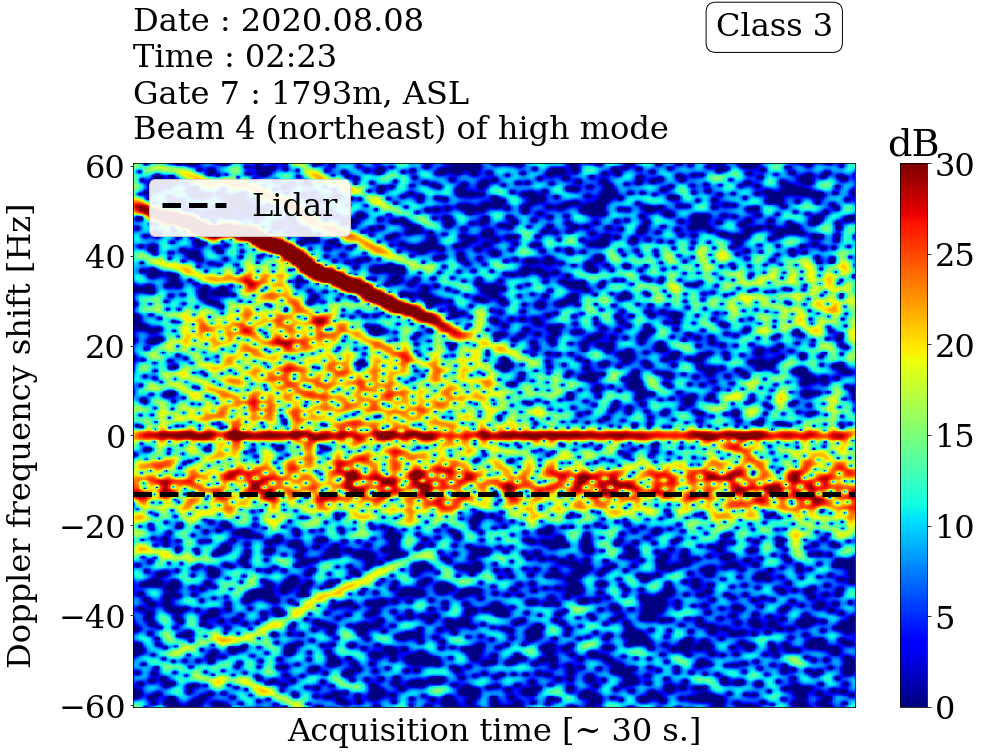 Date : 2020.08.08
Time : 02:23
Gate 7 : 1793m, ASL
Beam 4 (northeast) of high mode
Class 3
dB
Lidar
Doppler frequency shift [Hz]
60
40
20
0
−20
−40
−60
30
25
20
15
10
5
0
Acquisition time [~ 30 s.]